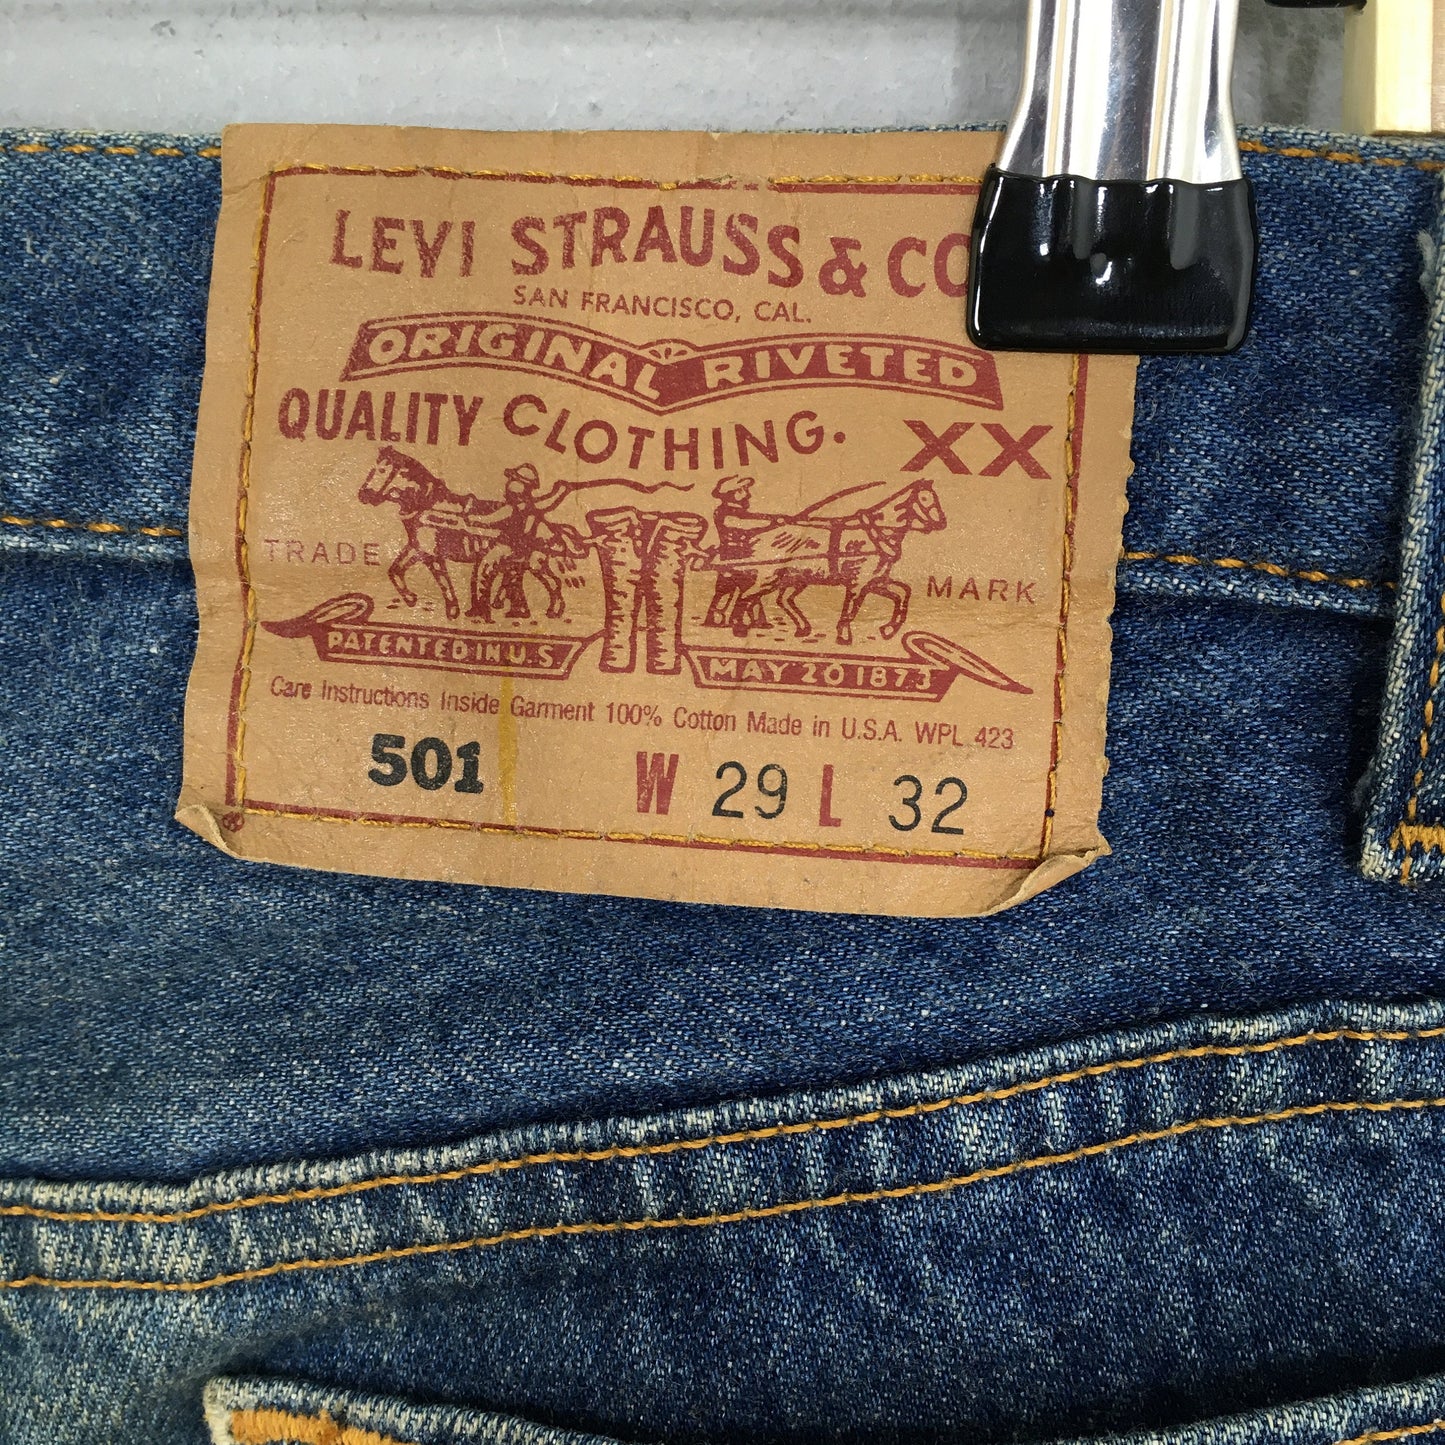 LEVI STRAUSS & CO
SAN FRANCISCO, CAL.
ORIGINAL RIVETED
QUALITY CLOTHING. XX
TRADE MARK
PATENTED IN U.S. MAY 20 1873
Care Instructions Inside Garment 100% Cotton Made in U.S.A. WPL 423
501 W 29 L 32
®